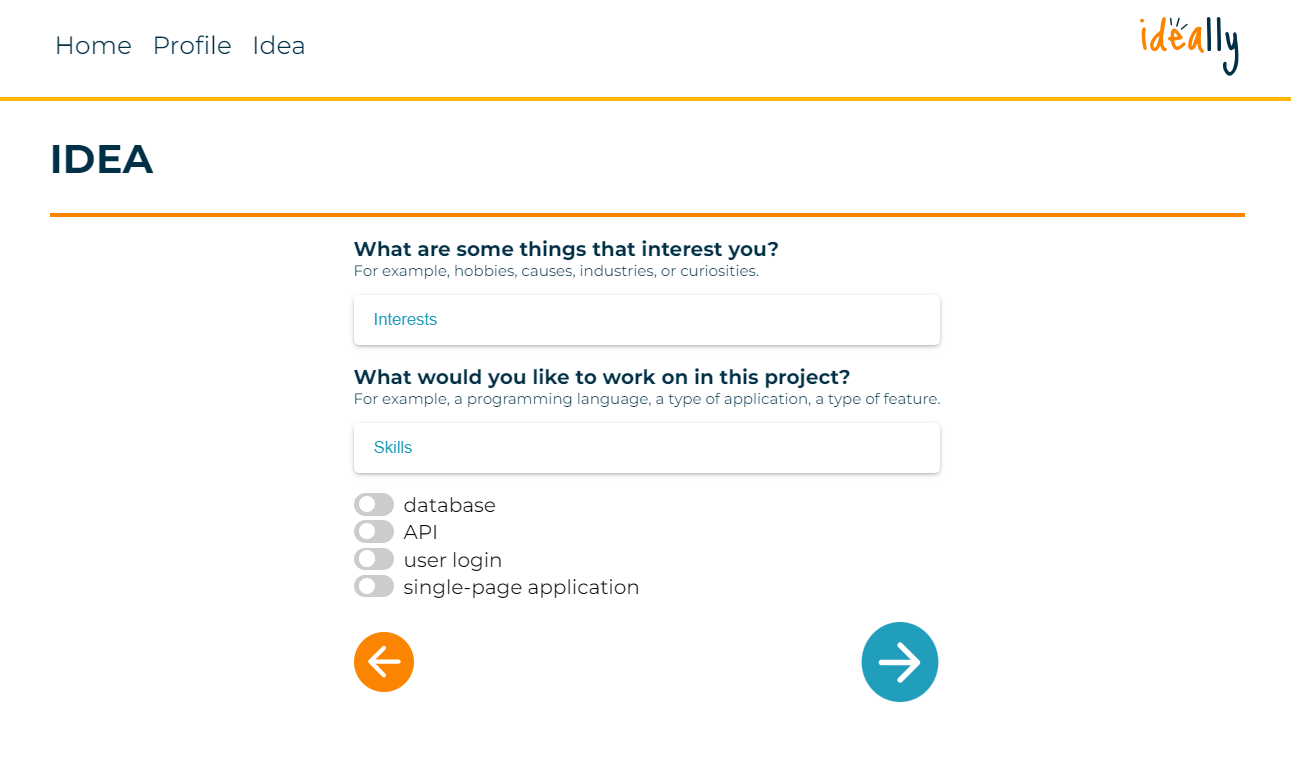 Home Profile Idea
ideally
IDEA
What are some things that interest you?
For example, hobbies, causes, industries, or curiosities.
Interests
What would you like to work on in this project?
For example, a programming language, a type of application, a type of feature.
Skills
database
API
user login
single-page application